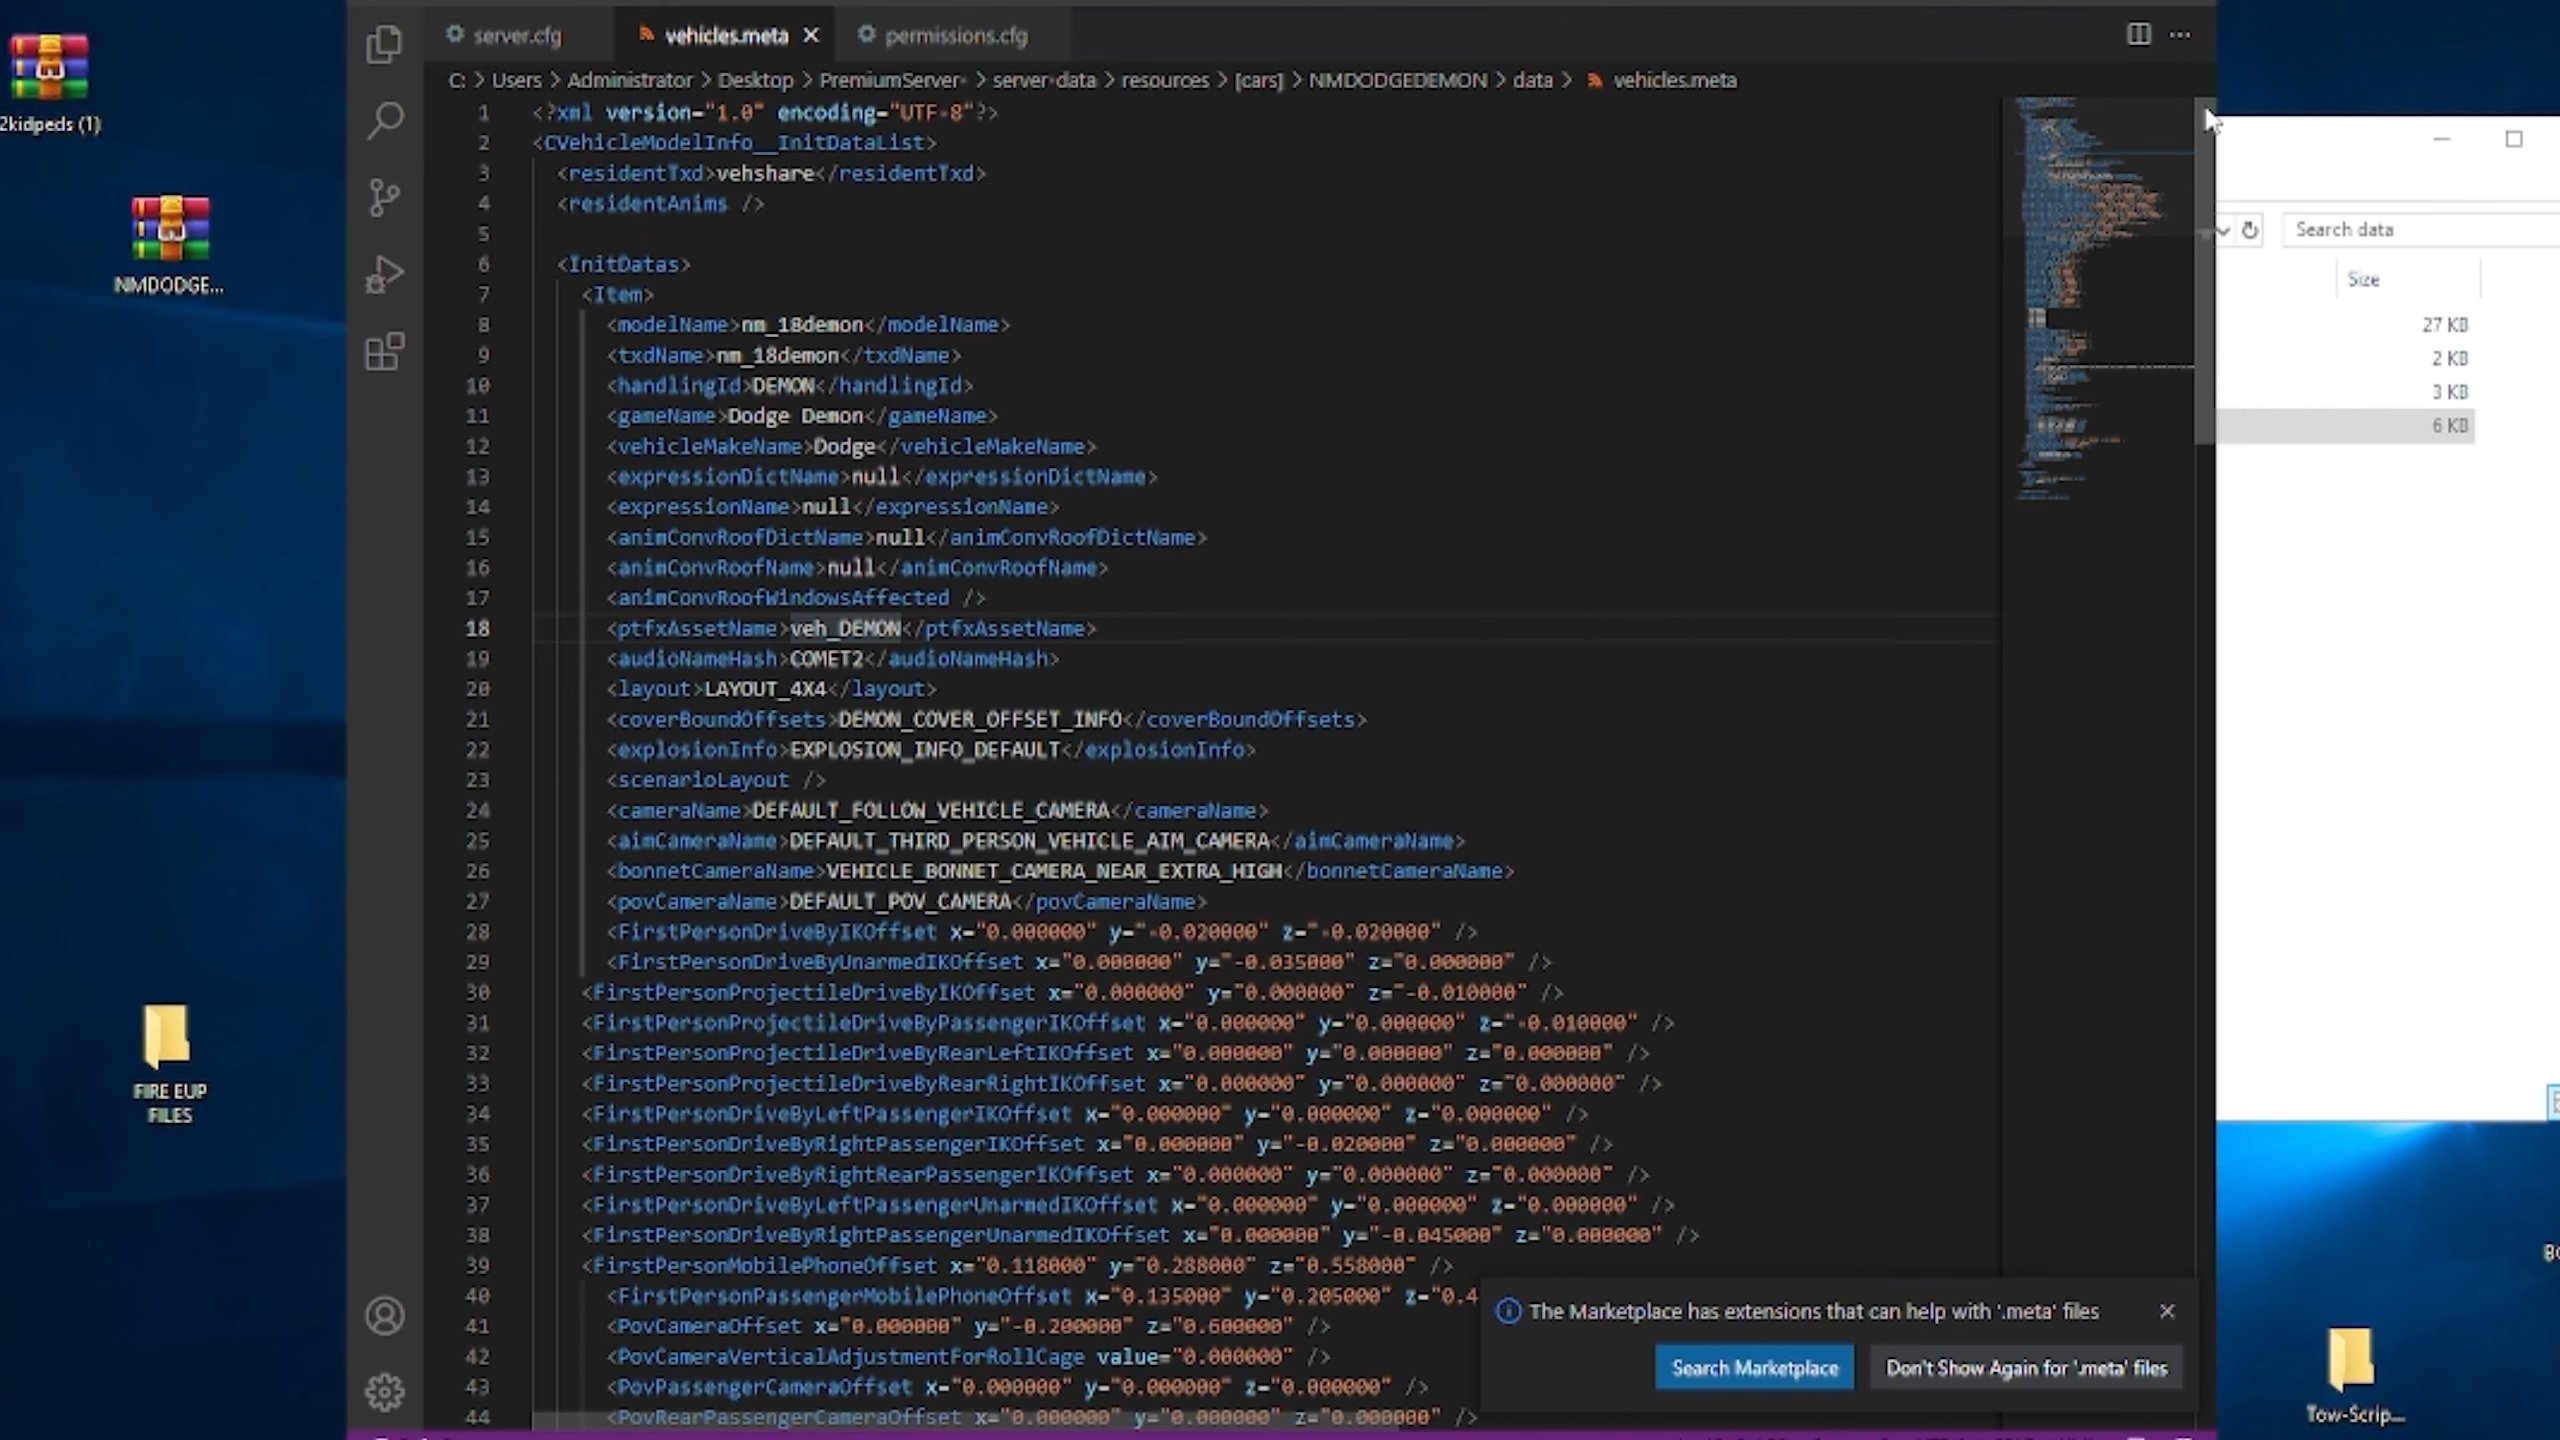 2kidpeds (1)
NMDODGE...
FIRE EUP
FILES
server.cfg
vehicles.meta
permissions.cfg
C: > Users > Administrator > Desktop > PremiumServer- > server-data > resources > [cars] > NMDODGEDEMON > data > vehicles.meta
1 <?xml version="1.0" encoding="UTF-8"?>
2 <CVehicleModelInfo__InitDataList>
3 <residentTxd>vehshare</residentTxd>
4 <residentAnims />
5
6 <InitDatas>
7 <Item>
8 <modelName>nm_18demon</modelName>
9 <txdName>nm_18demon</txdName>
10 <handlingId>DEMON</handlingId>
11 <gameName>Dodge Demon</gameName>
12 <vehicleMakeName>Dodge</vehicleMakeName>
13 <expressionDictName>null</expressionDictName>
14 <expressionName>null</expressionName>
15 <animConvRoofDictName>null</animConvRoofDictName>
16 <animConvRoofName>null</animConvRoofName>
17 <animConvRoofWindowsAffected />
18 <ptfxAssetName>veh_DEMON</ptfxAssetName>
19 <audioNameHash>COMET2</audioNameHash>
20 <layout>LAYOUT_4X4</layout>
21 <coverBoundOffsets>DEMON_COVER_OFFSET_INFO</coverBoundOffsets>
22 <explosionInfo>EXPLOSION_INFO_DEFAULT</explosionInfo>
23 <scenarioLayout />
24 <cameraName>DEFAULT_FOLLOW_VEHICLE_CAMERA</cameraName>
25 <aimCameraName>DEFAULT_THIRD_PERSON_VEHICLE_AIM_CAMERA</aimCameraName>
26 <bonnetCameraName>VEHICLE_BONNET_CAMERA_NEAR_EXTRA_HIGH</bonnetCameraName>
27 <povCameraName>DEFAULT_POV_CAMERA</povCameraName>
28 <FirstPersonDriveByIKOffset x="0.000000" y="-0.020000" z="-0.020000" />
29 <FirstPersonDriveByUnarmedIKOffset x="0.000000" y="-0.035000" z="0.000000" />
30 <FirstPersonProjectileDriveByIKOffset x="0.000000" y="0.000000" z="-0.010000" />
31 <FirstPersonProjectileDriveByPassengerIKOffset x="0.000000" y="0.000000" z="-0.010000" />
32 <FirstPersonProjectileDriveByRearLeftIKOffset x="0.000000" y="0.000000" z="0.000000" />
33 <FirstPersonProjectileDriveByRearRightIKOffset x="0.000000" y="0.000000" z="0.000000" />
34 <FirstPersonDriveByLeftPassengerIKOffset x="0.000000" y="0.000000" z="0.000000" />
35 <FirstPersonDriveByRightPassengerIKOffset x="0.000000" y="-0.020000" z="0.000000" />
36 <FirstPersonDriveByRightRearPassengerIKOffset x="0.000000" y="0.000000" z="0.000000" />
37 <FirstPersonDriveByLeftPassengerUnarmedIKOffset x="0.000000" y="0.000000" z="0.000000" />
38 <FirstPersonDriveByRightPassengerUnarmedIKOffset x="0.000000" y="-0.045000" z="0.000000" />
39 <FirstPersonMobilePhoneOffset x="0.118000" y="0.288000" z="0.558000" />
40 <FirstPersonPassengerMobilePhoneOffset x="0.135000" y="0.205000" z="0.4
41 <PovCameraOffset x="0.000000" y="-0.200000" z="0.600000" />
42 <PovCameraVerticalAdjustmentForRollCage value="0.000000" />
43 <PovPassengerCameraOffset x="0.000000" y="0.000000" z="0.000000" />
44 <PovRearPassengerCameraOffset x="0.000000" y="0.000000" z="0.000000" />
The Marketplace has extensions that can help with '.meta' files
Search Marketplace
Don't Show Again for '.meta' files
Search data
Size
27 KB
2 KB
3 KB
6 KB
Tow-Scrip...